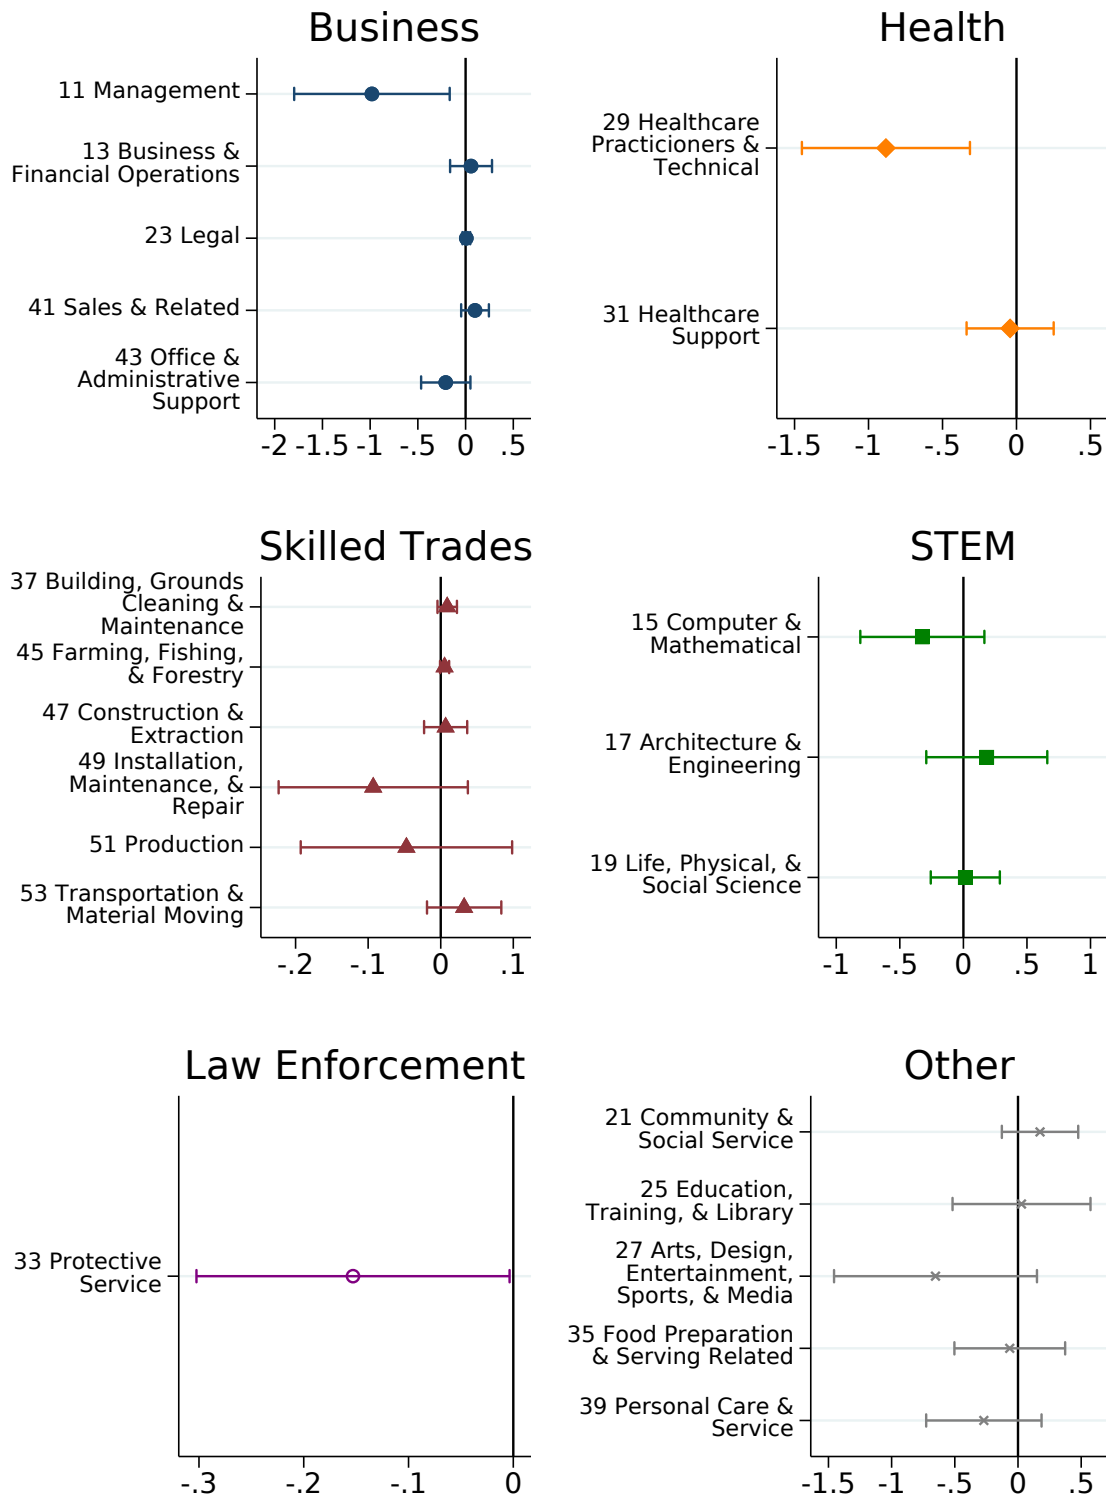 Business
11 Management
13 Business &
Financial Operations
23 Legal
41 Sales & Related
43 Office &
Administrative
Support
-2 -1.5 -1 -.5 0 .5
Health
29 Healthcare
Practicioners &
Technical
31 Healthcare
Support
-1.5 -1 -.5 0 .5
Skilled Trades
37 Building, Grounds
Cleaning &
Maintenance
45 Farming, Fishing,
& Forestry
47 Construction &
Extraction
49 Installation,
Maintenance, &
Repair
51 Production
53 Transportation &
Material Moving
-.2 -.1 0 .1
STEM
15 Computer &
Mathematical
17 Architecture &
Engineering
19 Life, Physical, &
Social Science
-1 -.5 0 .5 1
Law Enforcement
33 Protective
Service
-.3 -.2 -.1 0
Other
21 Community &
Social Service
25 Education,
Training, & Library
27 Arts, Design,
Entertainment,
Sports, & Media
35 Food Preparation
& Serving Related
39 Personal Care &
Service
-1.5 -1 -.5 0 .5